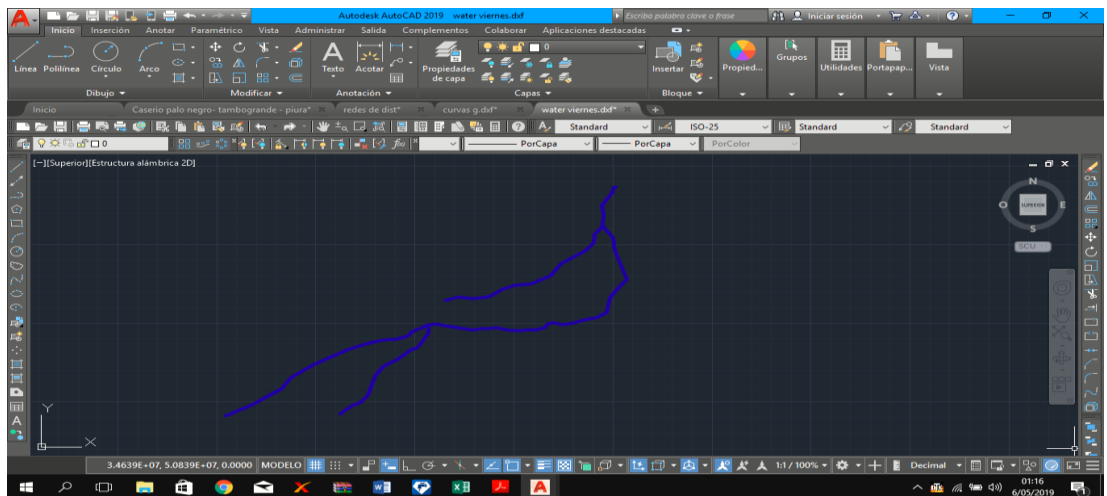 Autodesk AutoCAD 2019 water viernes.dxf
Escriba palabra clave o frase
Iniciar sesión
Inicio Inserción Anotar Paramétrico Vista Administrar Salida Complementos Colaborar Aplicaciones destacadas
0
Línea Polilínea Círculo Arco Texto Acotar Propiedades de capa Insertar Propied... Grupos Utilidades Portapap... Vista
Dibujo Modificar Anotación Capas Bloque
Inicio Caserio palo negro- tambogrande - piura* redes de dist* curvas g.dxf* water viernes.dxf*
Standard ISO-25 Standard Standard
0 PorCapa PorCapa PorColor
[−][Superior][Estructura alámbrica 2D]
N
O SUPERIOR E
S
SCU
Y
X
3.4639E+07, 5.0839E+07, 0.0000 MODELO 1:1 / 100% Decimal
01:16
6/05/2019